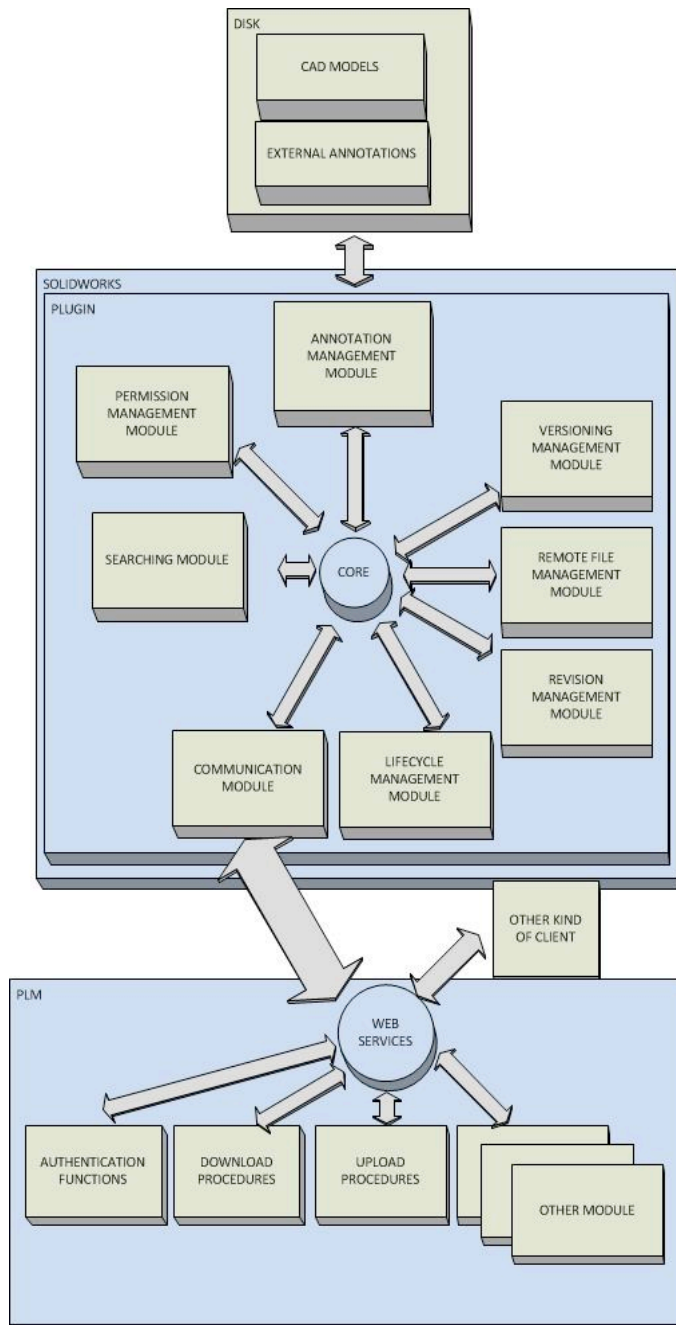 DISK
CAD MODELS
EXTERNAL ANNOTATIONS
SOLIDWORKS
PLUGIN
ANNOTATION
MANAGEMENT
MODULE
PERMISSION
MANAGEMENT
MODULE
VERSIONING
MANAGEMENT
MODULE
SEARCHING MODULE
CORE
REMOTE FILE
MANAGEMENT
MODULE
REVISION
MANAGEMENT
MODULE
COMMUNICATION
MODULE
LIFECYCLE
MANAGEMENT
MODULE
OTHER KIND
OF CLIENT
PLM
WEB
SERVICES
AUTHENTICATION
FUNCTIONS
DOWNLOAD
PROCEDURES
UPLOAD
PROCEDURES
OTHER MODULE